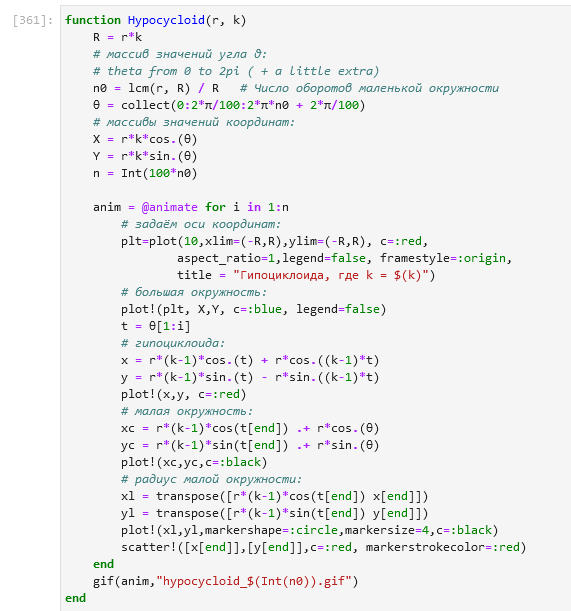 [361]: function Hypocycloid(r, k)
    R = r*k
    # массив значений угла θ:
    # theta from 0 to 2pi ( + a little extra)
    n0 = lcm(r, R) / R   # Число оборотов маленькой окружности
    θ = collect(0:2*π/100:2*π*n0 + 2*π/100)
    # массивы значений координат:
    X = r*k*cos.(θ)
    Y = r*k*sin.(θ)
    n = Int(100*n0)

    anim = @animate for i in 1:n
        # задаём оси координат:
        plt=plot(10,xlim=(-R,R),ylim=(-R,R), c=:red,
                aspect_ratio=1,legend=false, framestyle=:origin,
                title = "Гипоциклоида, где k = $(k)")
        # большая окружность:
        plot!(plt, X,Y, c=:blue, legend=false)
        t = θ[1:i]
        # гипоциклоида:
        x = r*(k-1)*cos.(t) + r*cos.((k-1)*t)
        y = r*(k-1)*sin.(t) - r*sin.((k-1)*t)
        plot!(x,y, c=:red)
        # малая окружность:
        xc = r*(k-1)*cos(t[end]) .+ r*cos.(θ)
        yc = r*(k-1)*sin(t[end]) .+ r*sin.(θ)
        plot!(xc,yc,c=:black)
        # радиус малой окружности:
        xl = transpose([r*(k-1)*cos(t[end]) x[end]])
        yl = transpose([r*(k-1)*sin(t[end]) y[end]])
        plot!(xl,yl,markershape=:circle,markersize=4,c=:black)
        scatter!([x[end]],[y[end]],c=:red, markerstrokecolor=:red)
    end
    gif(anim,"hypocycloid_$(Int(n0)).gif")
end